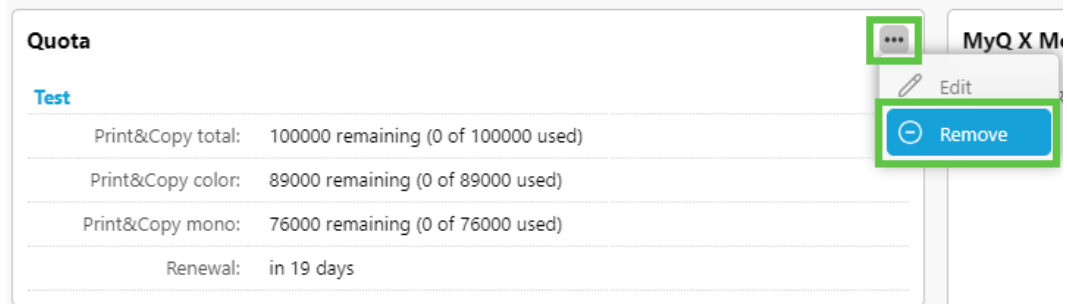 Quota
MyQ X M
Edit
Test
Remove
Print&Copy total: 100000 remaining (0 of 100000 used)
Print&Copy color: 89000 remaining (0 of 89000 used)
Print&Copy mono: 76000 remaining (0 of 76000 used)
Renewal: in 19 days